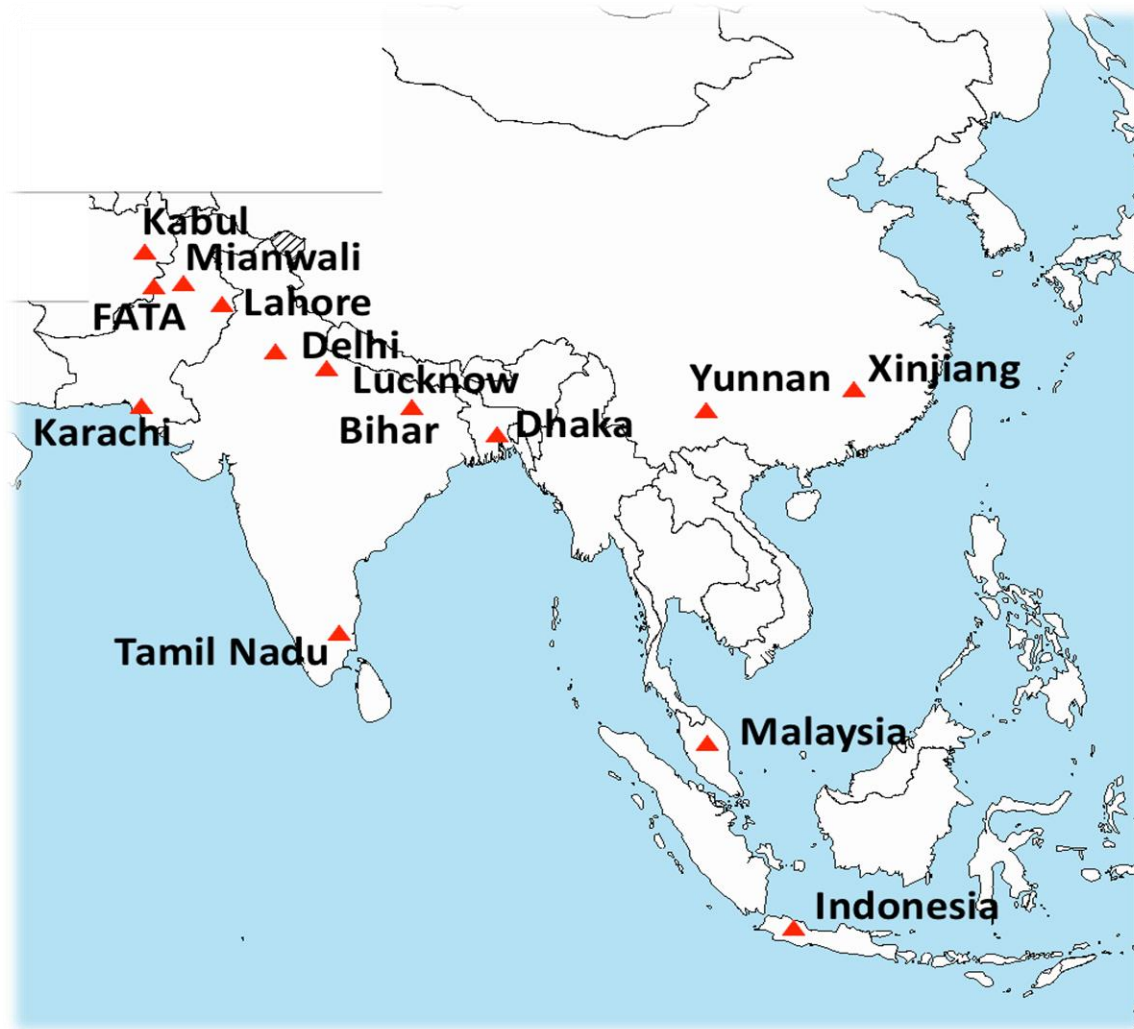 Kabul
Mianwali
FATA
Lahore
Delhi
Lucknow
Yunnan
Xinjiang
Karachi
Bihar
Dhaka
Tamil Nadu
Malaysia
Indonesia